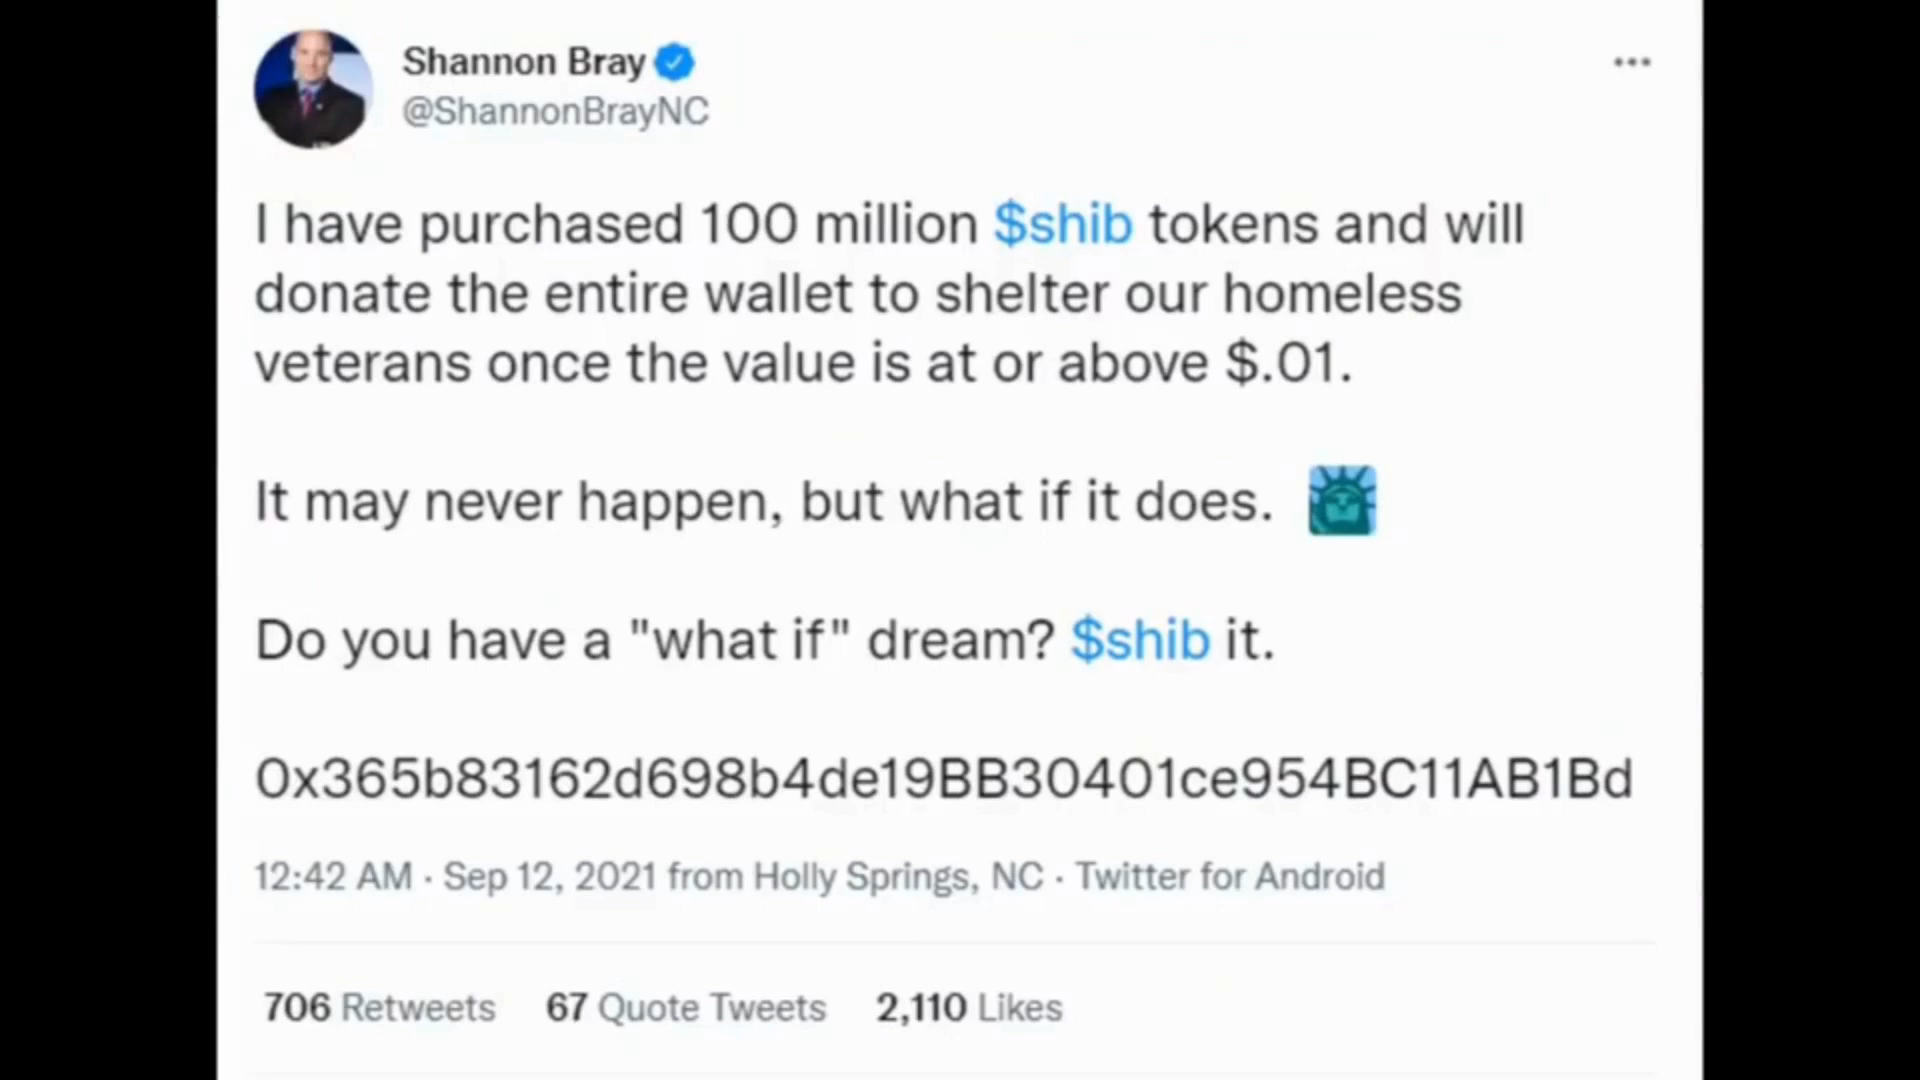 Shannon Bray
@ShannonBrayNC
I have purchased 100 million $shib tokens and will
donate the entire wallet to shelter our homeless
veterans once the value is at or above $.01.
It may never happen, but what if it does.
Do you have a "what if" dream? $shib it.
0x365b83162d698b4de19BB30401ce954BC11AB1Bd
12:42 AM · Sep 12, 2021 from Holly Springs, NC · Twitter for Android
706 Retweets 67 Quote Tweets 2,110 Likes